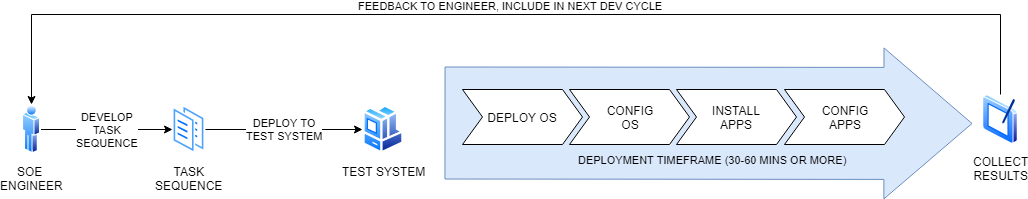 FEEDBACK TO ENGINEER, INCLUDE IN NEXT DEV CYCLE
DEVELOP
TASK
SEQUENCE
DEPLOY TO
TEST SYSTEM
DEPLOY OS
CONFIG
OS
INSTALL
APPS
CONFIG
APPS
DEPLOYMENT TIMEFRAME (30-60 MINS OR MORE)
SOE
ENGINEER
TASK
SEQUENCE
TEST SYSTEM
COLLECT
RESULTS